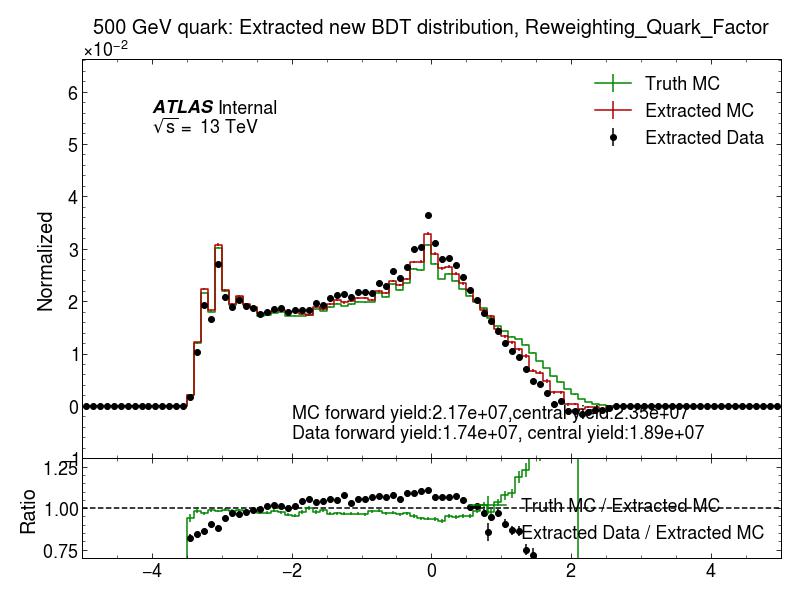 500 GeV quark: Extracted new BDT distribution, Reweighting_Quark_Factor
×10−2
ATLAS Internal
√s = 13 TeV
Truth MC
Extracted MC
Extracted Data
Normalized
6
5
4
3
2
1
0
MC forward yield:2.17e+07,central yield:2.35e+07
Data forward yield:1.74e+07, central yield:1.89e+07
Ratio
1.25
1.00
0.75
Truth MC / Extracted MC
Extracted Data / Extracted MC
−4
−2
0
2
4